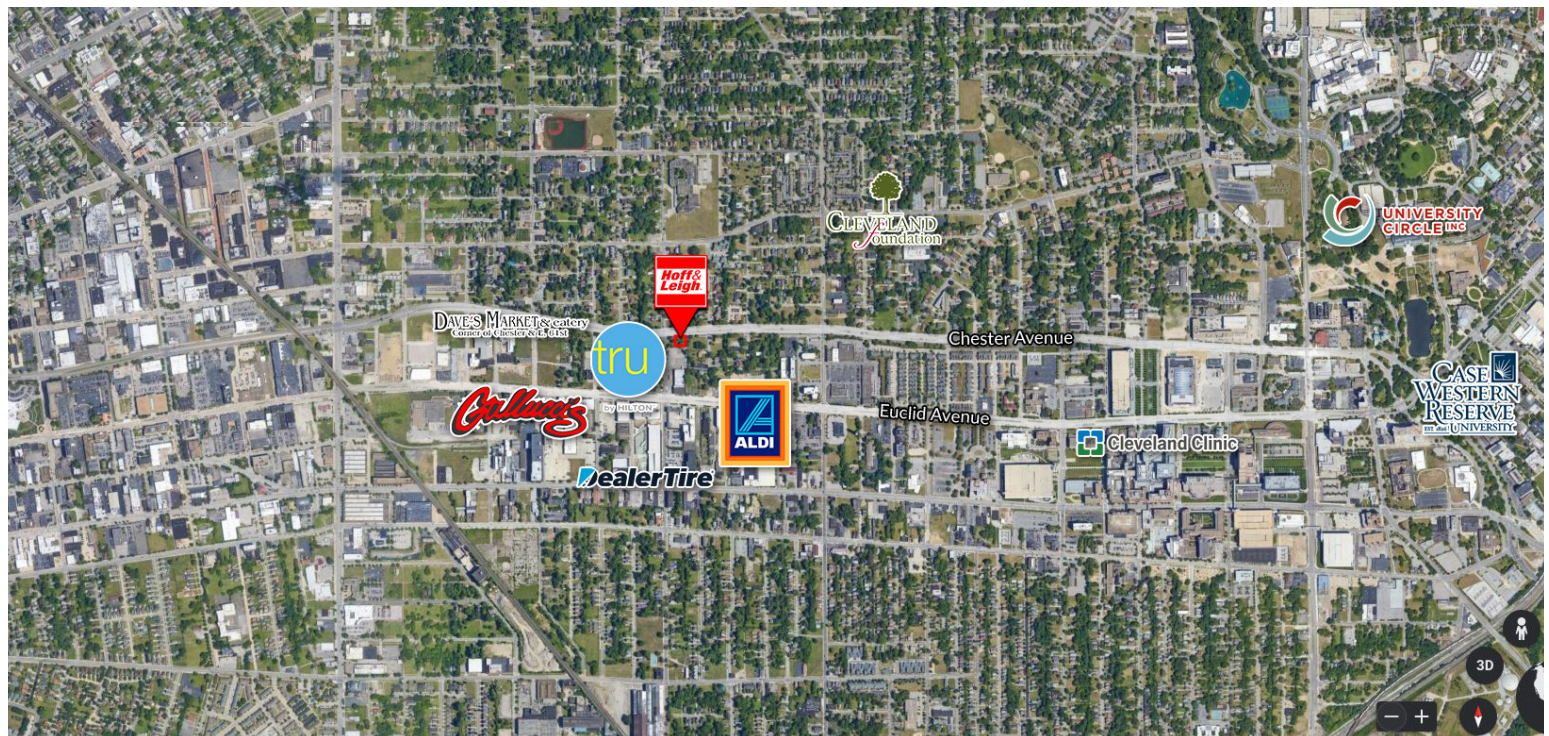 CLEVELAND
Foundation
UNIVERSITY
CIRCLE INC
Hoff&
Leigh
DAVE'S MARKET & eatery
Corner of Chester & E. 61st
tru
by HILTON
Chester Avenue
Gallucci's
ALDI
Euclid Avenue
CASE
WESTERN
RESERVE
UNIVERSITY
Cleveland Clinic
DealerTire
3D